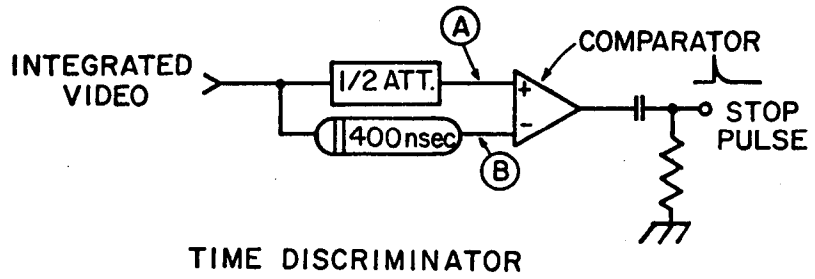 INTEGRATED
VIDEO
1/2 ATT.
A
+
COMPARATOR
400nsec
-
B
STOP
PULSE
TIME DISCRIMINATOR